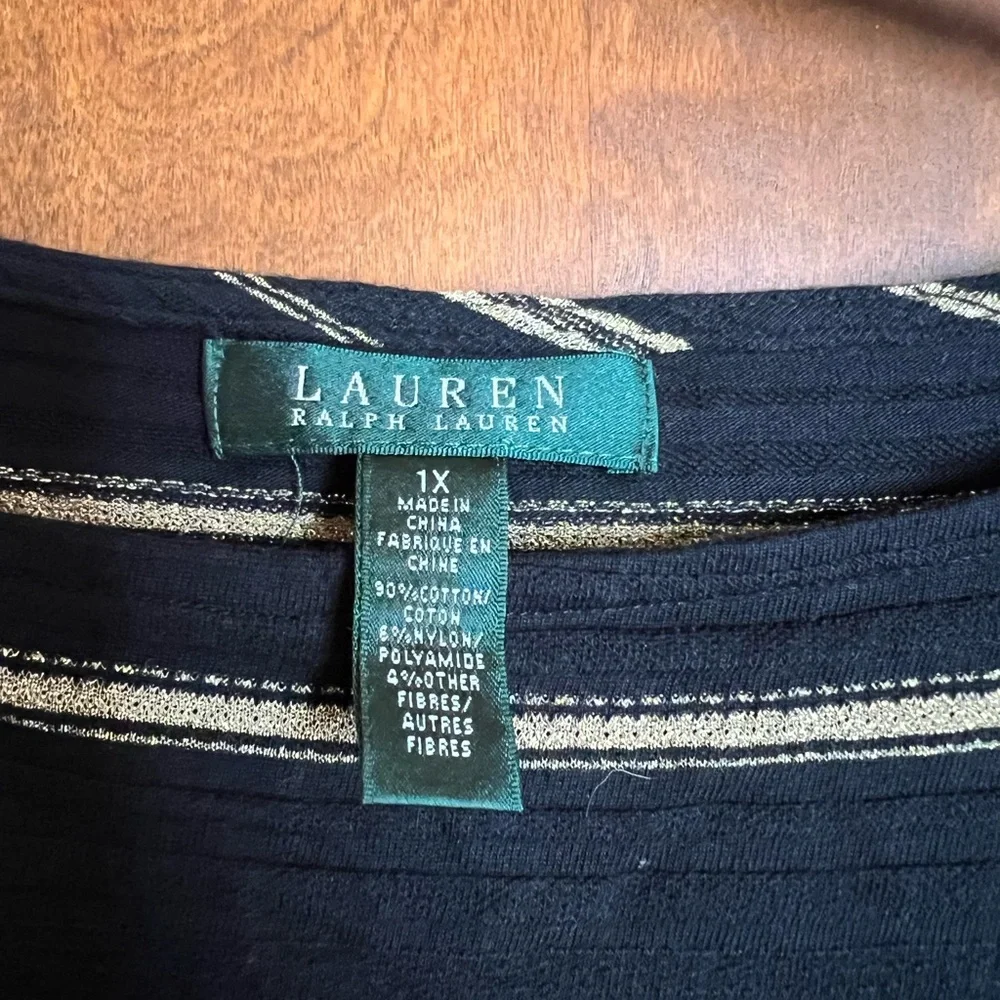 LAUREN
RALPH LAUREN
1X
MADE IN
CHINA
FABRIQUE EN
CHINE
90%COTTON/
COTON
6%NYLON/
POLYAMIDE
4%OTHER
FIBRES/
AUTRES
FIBRES